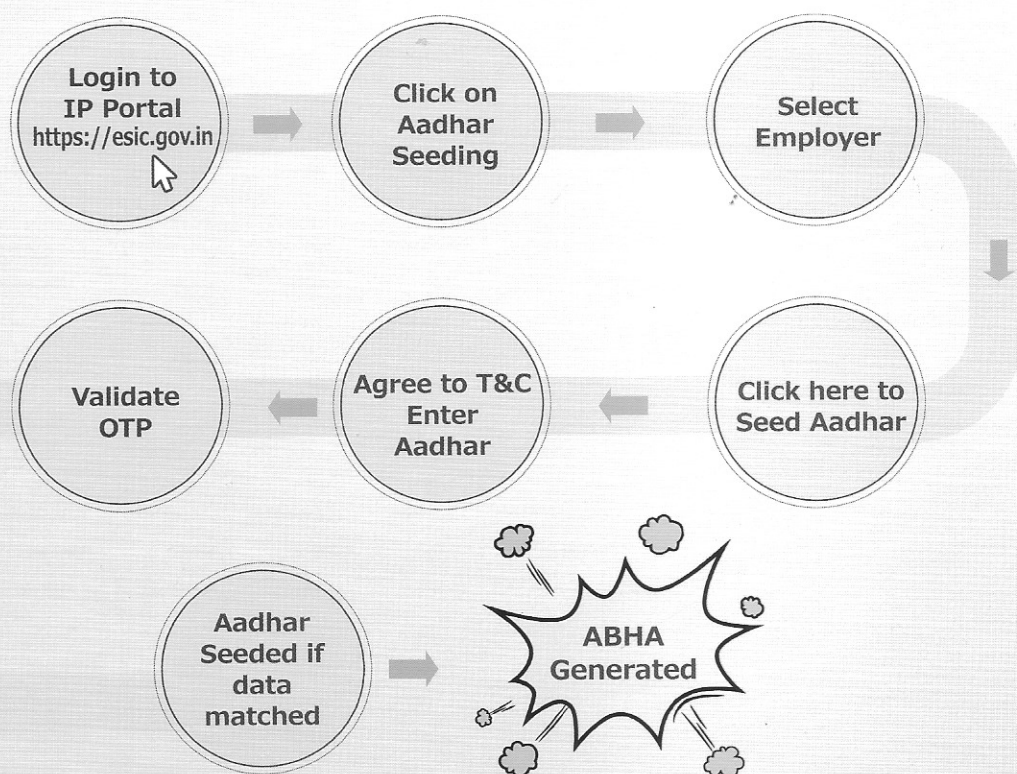 Login to
IP Portal
https://esic.gov.in
Click on
Aadhar
Seeding
Select
Employer
Click here to
Seed Aadhar
Agree to T&C
Enter
Aadhar
Validate
OTP
Aadhar
Seeded if
data
matched
ABHA
Generated